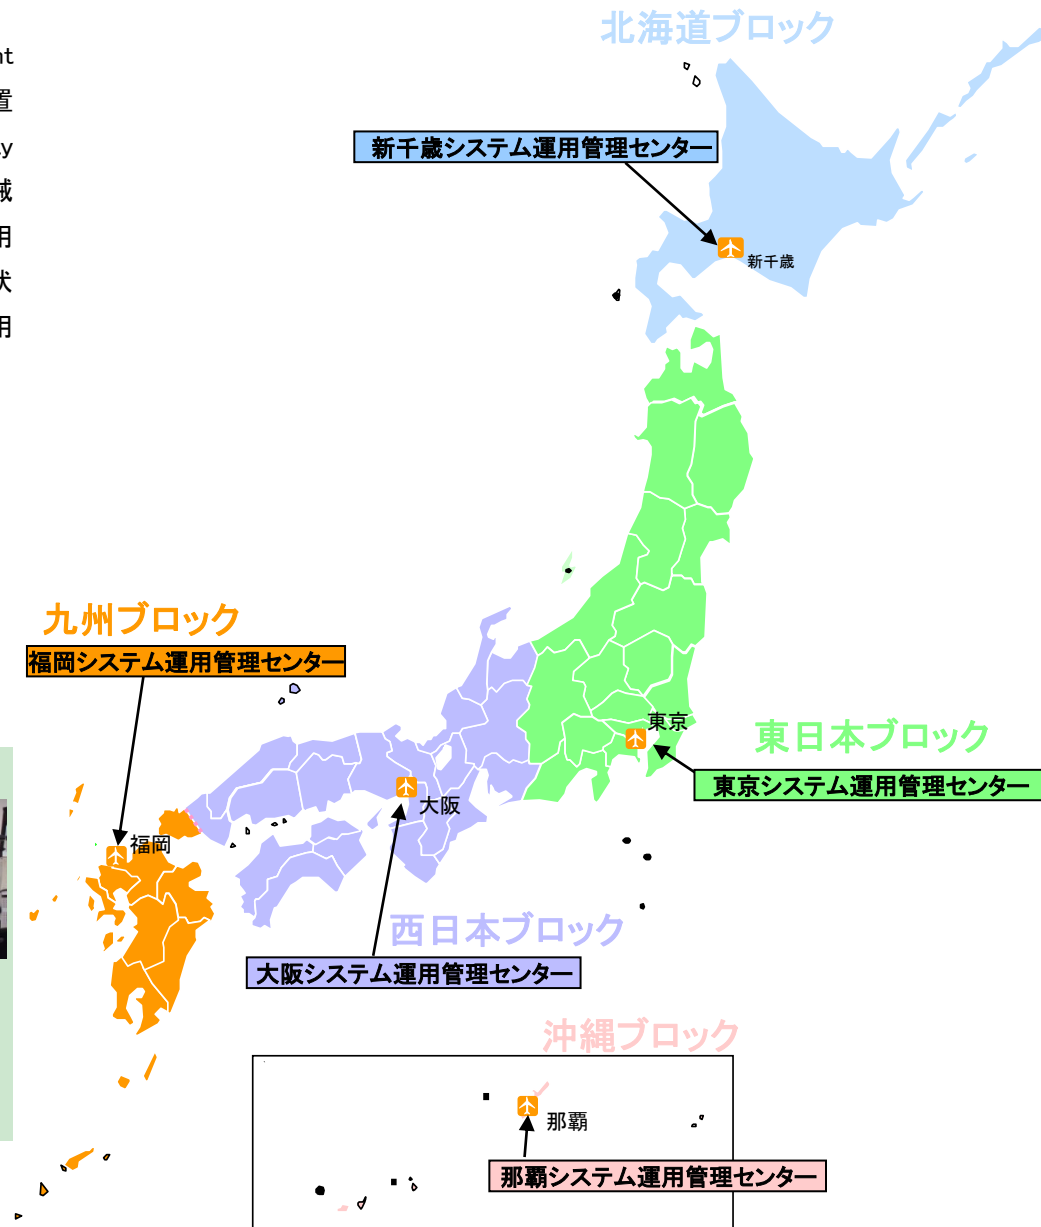 北海道ブロック
nt
置
y
械
用
状
用
新千歳システム運用管理センター
新千歳
九州ブロック
福岡システム運用管理センター
東京
東日本ブロック
東京システム運用管理センター
大阪
福岡
西日本ブロック
大阪システム運用管理センター
沖縄ブロック
那覇
那覇システム運用管理センター